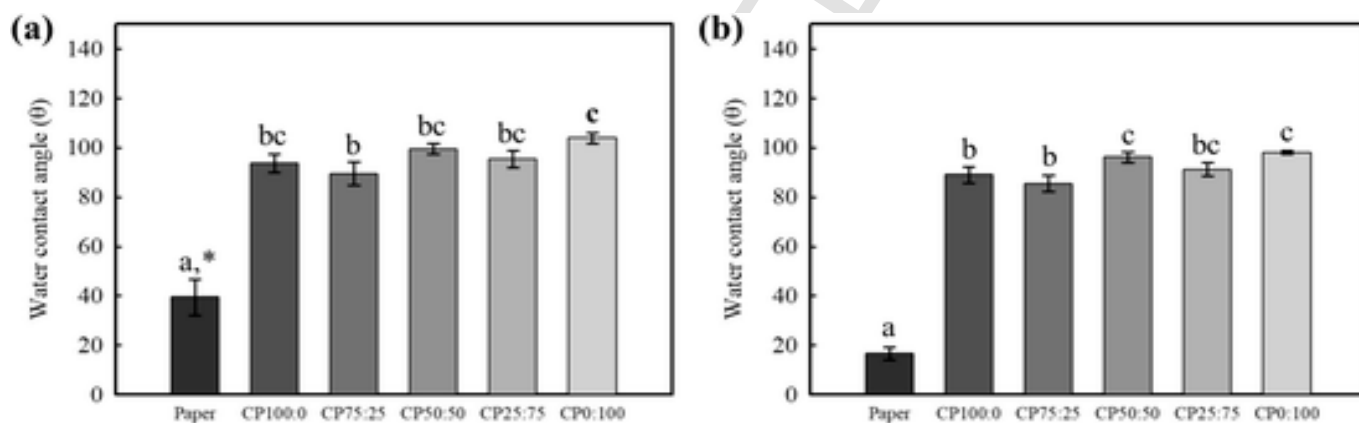 (a)
140
120
100
80
60
40
20
0
Water contact angle (θ)
a, *
bc
b
bc
bc
c
Paper CP100:0 CP75:25 CP50:50 CP25:75 CP0:100
(b)
140
120
100
80
60
40
20
0
Water contact angle (θ)
a
b
b
c
bc
c
Paper CP100:0 CP75:25 CP50:50 CP25:75 CP0:100